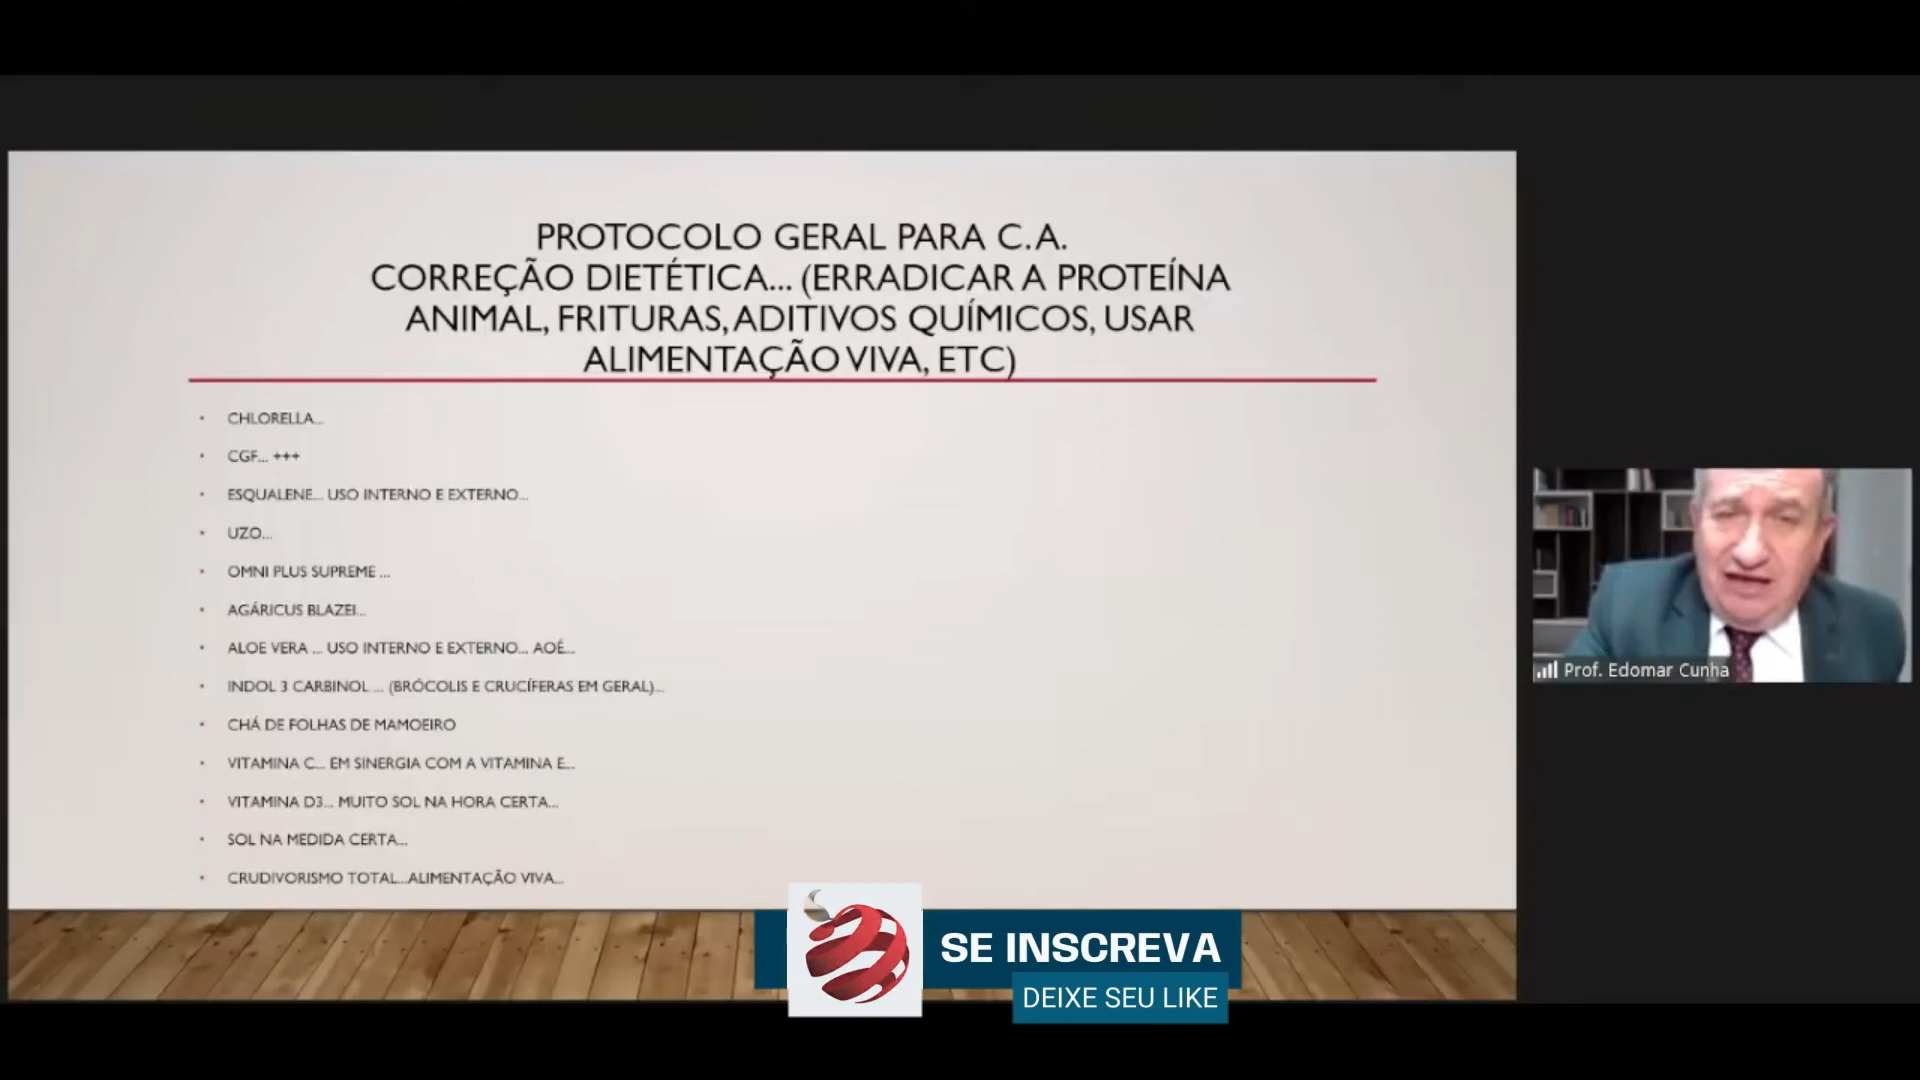 PROTOCOLO GERAL PARA C.A.
CORREÇÃO DIETÉTICA... (ERRADICAR A PROTEÍNA
ANIMAL, FRITURAS, ADITIVOS QUÍMICOS, USAR
ALIMENTAÇÃO VIVA, ETC)
• CHLORELLA...
• CGF... +++
• ESQUALENE... USO INTERNO E EXTERNO...
• UZO...
• OMNI PLUS SUPREME ...
• AGÁRICUS BLAZEI...
• ALOE VERA ... USO INTERNO E EXTERNO... AOÉ...
• INDOL 3 CARBINOL ... (BRÓCOLIS E CRUCÍFERAS EM GERAL)...
• CHÁ DE FOLHAS DE MAMOEIRO
• VITAMINA C... EM SINERGIA COM A VITAMINA E...
• VITAMINA D3... MUITO SOL NA HORA CERTA...
• SOL NA MEDIDA CERTA...
• CRUDIVORISMO TOTAL...ALIMENTAÇÃO VIVA...
Prof. Edomar Cunha
SE INSCREVA
DEIXE SEU LIKE